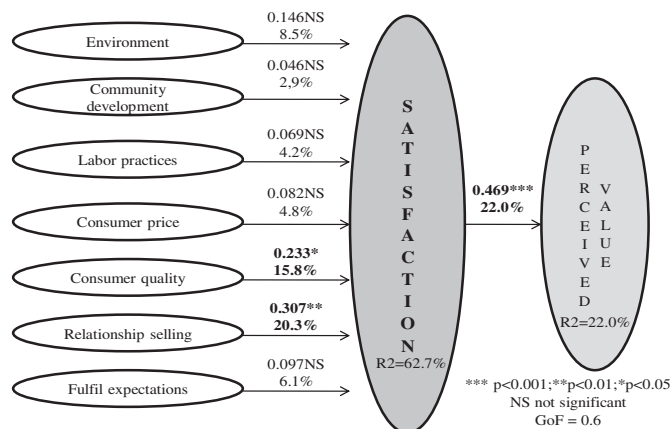 0.146NS
8.5%
Environment
0.046NS
2,9%
Community
development
0.069NS
4.2%
Labor practices
0.082NS
4.8%
Consumer price
0.233*
15.8%
Consumer quality
0.307**
20.3%
Relationship selling
0.097NS
6.1%
Fulfil expectations
SATISFACTION
R2=62.7%
0.469***
22.0%
PERCEIVED
VALUE
R2=22.0%
*** p<0.001;**p<0.01;*p<0.05
NS not significant
GoF = 0.6